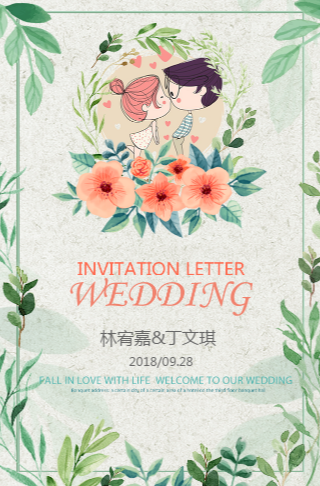 INVITATION LETTER
WEDDING
林宥嘉&丁文琪
2018/09.28
FALL IN LOVE WITH LIFE WELCOME TO OUR WEDDING